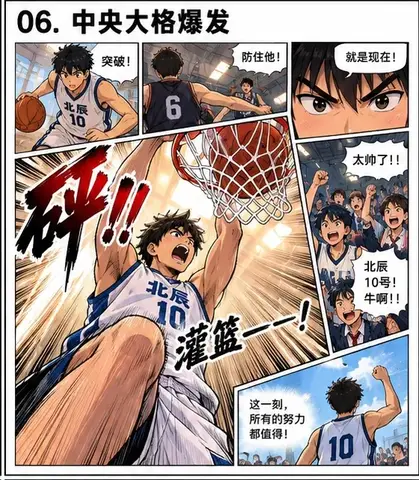 06. 中央大格爆发
突破！
北辰
10
防住他！
6
就是现在！
砰!!
北辰
10
灌篮——！
太帅了!!
北辰
10号！
牛啊!!
这一刻，
所有的努力
都值得！
10